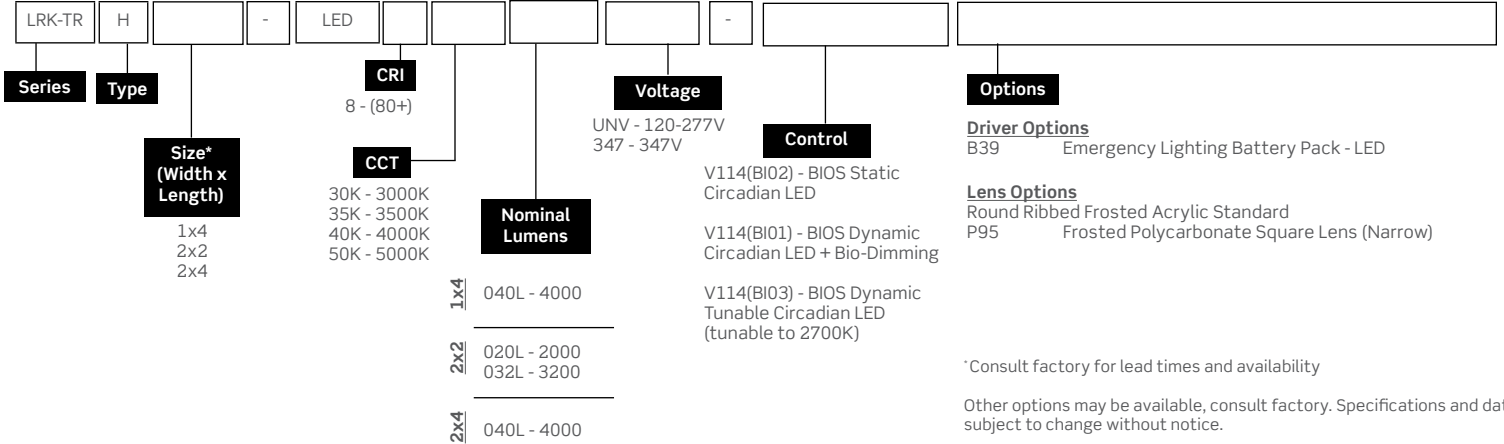 LRK-TR H - LED -
Series
Type
Size*
(Width x
Length)
1x4
2x2
2x4
CRI
8 - (80+)
CCT
30K - 3000K
35K - 3500K
40K - 4000K
50K - 5000K
Nominal
Lumens
1x4
040L - 4000
2x2
020L - 2000
032L - 3200
2x4
040L - 4000
Voltage
UNV - 120-277V
347 - 347V
Control
V114(BI02) - BIOS Static
Circadian LED
V114(BI01) - BIOS Dynamic
Circadian LED + Bio-Dimming
V114(BI03) - BIOS Dynamic
Tunable Circadian LED
(tunable to 2700K)
Options
Driver Options
B39 Emergency Lighting Battery Pack - LED
Lens Options
Round Ribbed Frosted Acrylic Standard
P95 Frosted Polycarbonate Square Lens (Narrow)
*Consult factory for lead times and availability
Other options may be available, consult factory. Specifications and dat
subject to change without notice.